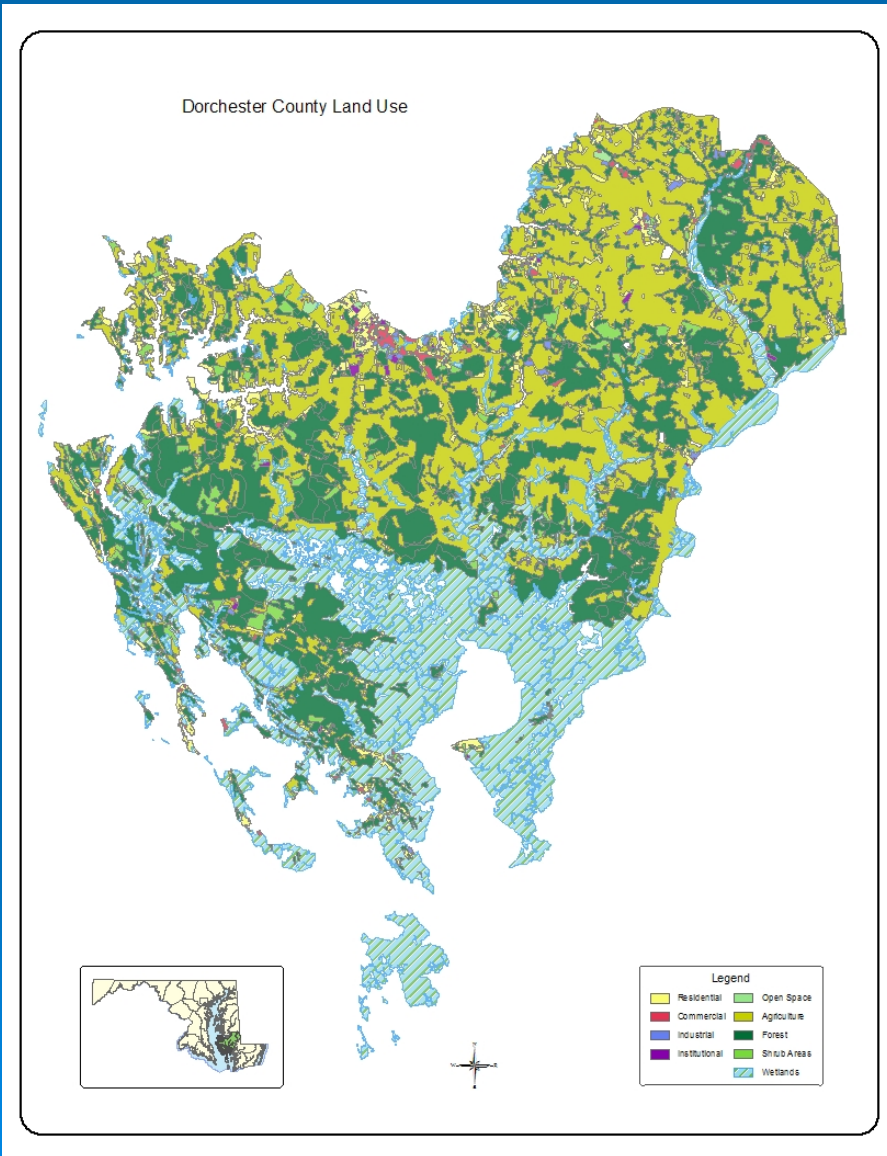 Dorchester County Land Use
Legend
Residential
Open Space
Commercial
Agriculture
Industrial
Forest
Institutional
Shrub Areas
Wetlands